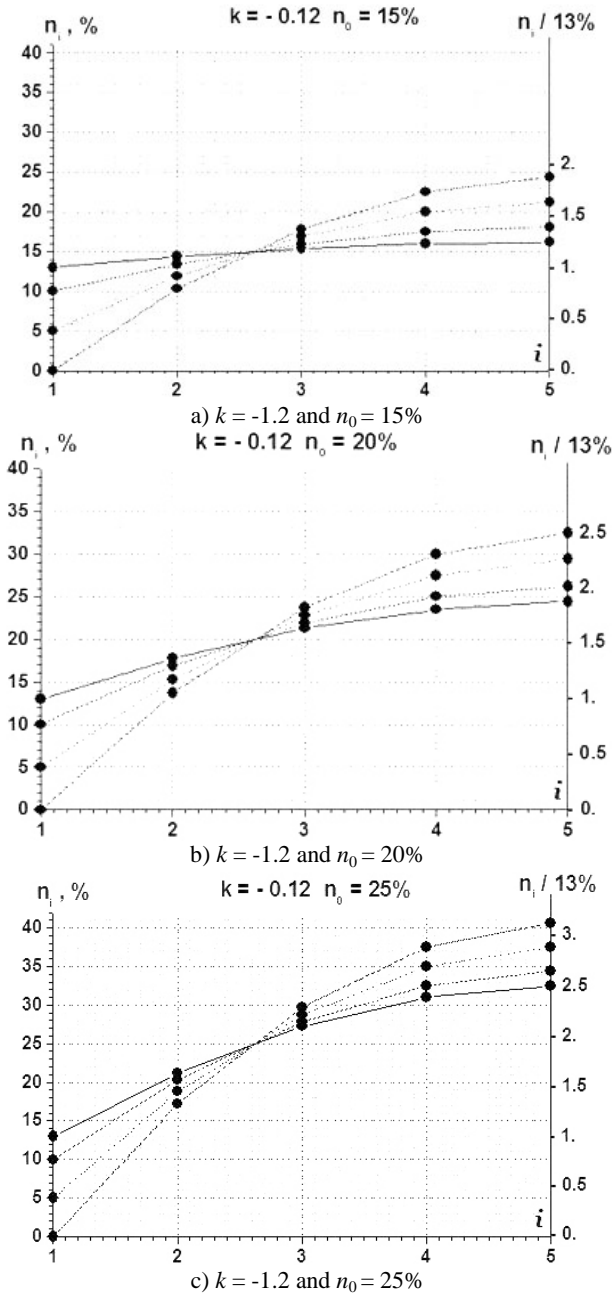 n_i , %
k = - 0.12 n_0 = 15%
n_i / 13%
40
35
30
25
20
15
10
5
0
2.
1.5
1.
0.5
0.
i
1 2 3 4 5
a) k = -1.2 and n_0 = 15%
n_i , %
k = - 0.12 n_0 = 20%
n_i / 13%
40
35
30
25
20
15
10
5
0
2.5
2.
1.5
1.
0.5
0.
i
1 2 3 4 5
b) k = -1.2 and n_0 = 20%
n_i , %
k = - 0.12 n_0 = 25%
n_i / 13%
40
35
30
25
20
15
10
5
0
3.
2.5
2.
1.5
1.
0.5
0.
i
1 2 3 4 5
c) k = -1.2 and n_0 = 25%